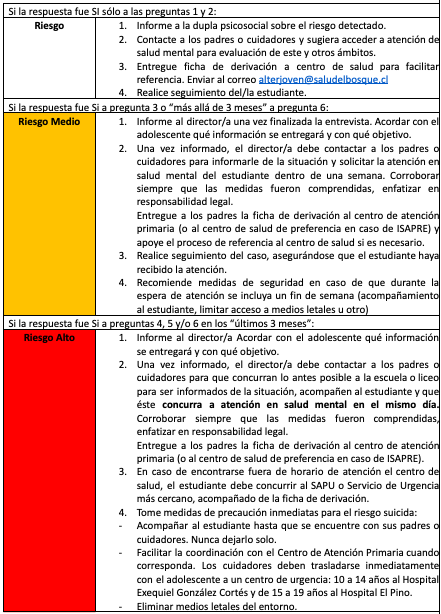 Si la respuesta fue SI sólo a las preguntas 1 y 2:
Riesgo
1. Informe a la dupla psicosocial sobre el riesgo detectado.
2. Contacte a los padres o cuidadores y sugiera acceder a atención de
salud mental para evaluación de este y otros ámbitos.
3. Entregue ficha de derivación a centro de salud para facilitar
referencia. Enviar al correo alterjoven@saludelbosque.cl
4. Realice seguimiento del/la estudiante.
Si la respuesta fue Si a pregunta 3 o "más allá de 3 meses" a pregunta 6:
Riesgo Medio
1. Informe al director/a una vez finalizada la entrevista. Acordar con el
adolescente qué información se entregará y con qué objetivo.
2. Una vez informado, el director/a debe contactar a los padres o
cuidadores para informarle de la situación y solicitar la atención en
salud mental del estudiante dentro de una semana. Corroborar
siempre que las medidas fueron comprendidas, enfatizar en
responsabilidad legal.
Entregue a los padres la ficha de derivación al centro de atención
primaria (o al centro de salud de preferencia en caso de ISAPRE) y
apoye el proceso de referencia al centro de salud si es necesario.
3. Realice seguimiento del caso, asegurándose que el estudiante haya
recibido la atención.
4. Recomiende medidas de seguridad en caso de que durante la
espera de atención se incluya un fin de semana (acompañamiento
al estudiante, limitar acceso a medios letales u otro)
Si la respuesta fue Si a preguntas 4, 5 y/o 6 en los "últimos 3 meses":
Riesgo Alto
1. Informe al director/a Acordar con el adolescente qué información
se entregará y con qué objetivo.
2. Una vez informado, el director/a debe contactar a los padres o
cuidadores para que concurran lo antes posible a la escuela o liceo
para ser informados de la situación, acompañen al estudiante y que
éste concurra a atención en salud mental en el mismo día.
Corroborar siempre que las medidas fueron comprendidas,
enfatizar en responsabilidad legal.
Entregue a los padres la ficha de derivación al centro de atención
primaria (o al centro de salud de preferencia en caso de ISAPRE).
3. En caso de encontrarse fuera de horario de atención el centro de
salud, el estudiante debe concurrir al SAPU o Servicio de Urgencia
más cercano, acompañado de la ficha de derivación.
4. Tome medidas de precaución inmediatas para el riesgo suicida:
- Acompañar al estudiante hasta que se encuentre con sus padres o
cuidadores. Nunca dejarlo solo.
- Facilitar la coordinación con el Centro de Atención Primaria cuando
corresponda. Los cuidadores deben trasladarse inmediatamente
con el adolescente a un centro de urgencia: 10 a 14 años al Hospital
Exequiel González Cortés y de 15 a 19 años al Hospital El Pino.
- Eliminar medios letales del entorno.